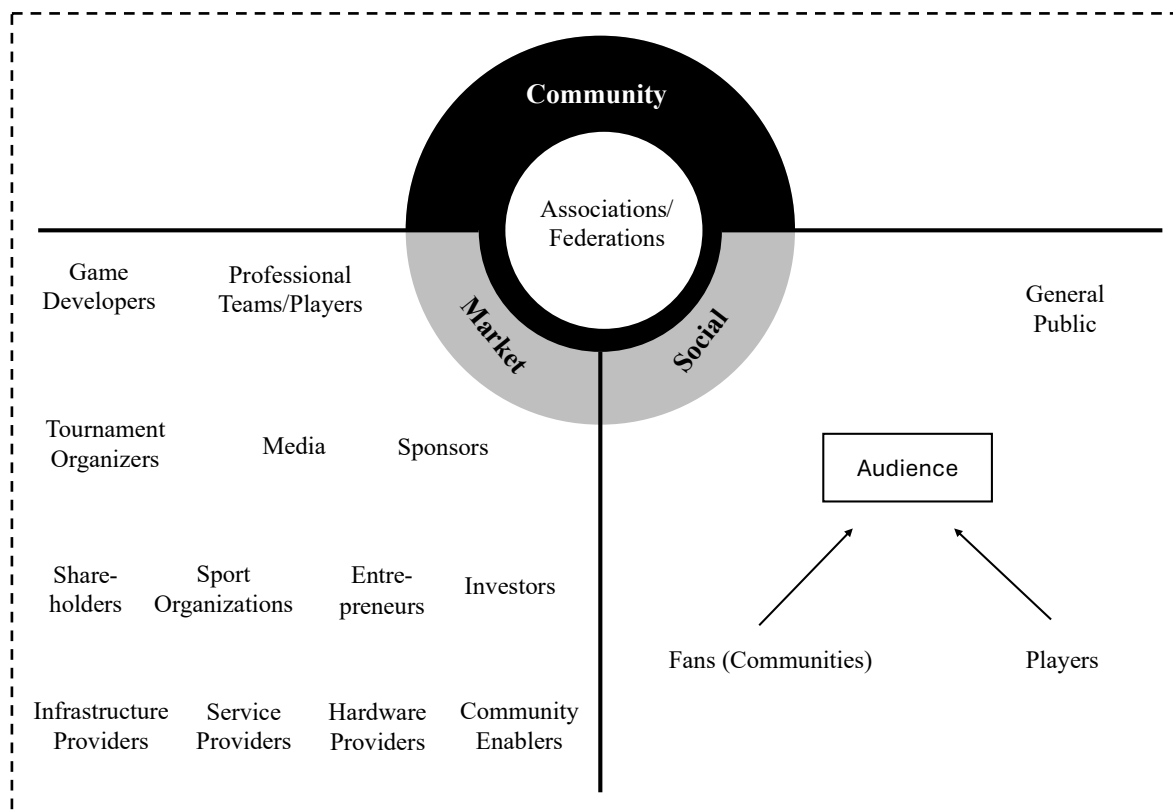 Community
Associations/
Federations
Market
Social
Game
Developers
Professional
Teams/Players
General
Public
Tournament
Organizers
Media
Sponsors
Audience
Share-
holders
Sport
Organizations
Entre-
preneurs
Investors
Fans (Communities)
Players
Infrastructure
Providers
Service
Providers
Hardware
Providers
Community
Enablers